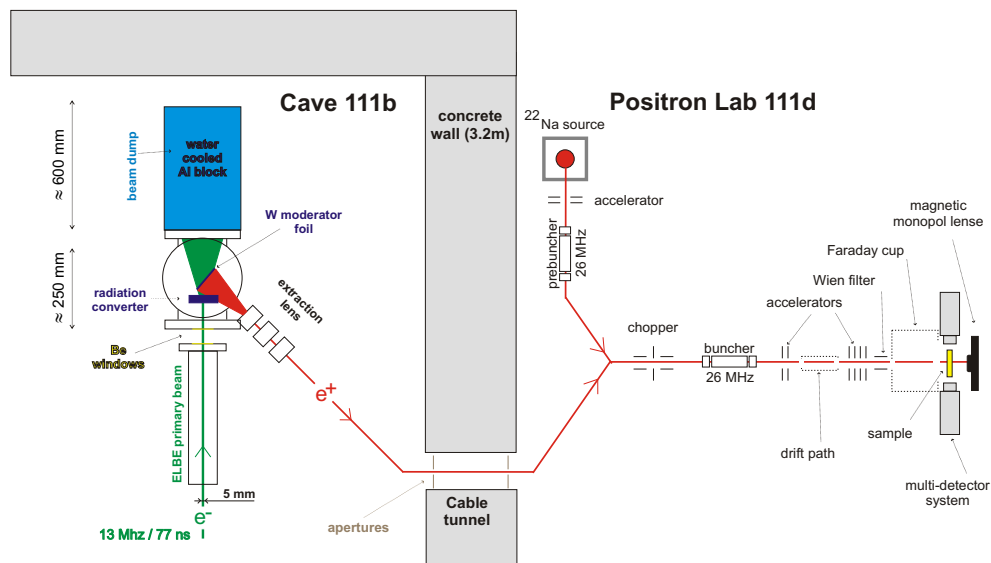 Cave 111b
Positron Lab 111d
concrete
wall (3.2m)
22
Na source
≈ 600 mm
beam dump
water
cooled
Al block
W moderator
foil
accelerator
prebuncher
26 MHz
magnetic
monopol lense
Faraday cup
Wien filter
≈ 250 mm
radiation
converter
extraction
lens
accelerators
chopper
buncher
26 MHz
Be
windows
e+
ELBE primary beam
sample
drift path
multi-detector
system
5 mm
e-
13 Mhz / 77 ns
apertures
Cable
tunnel